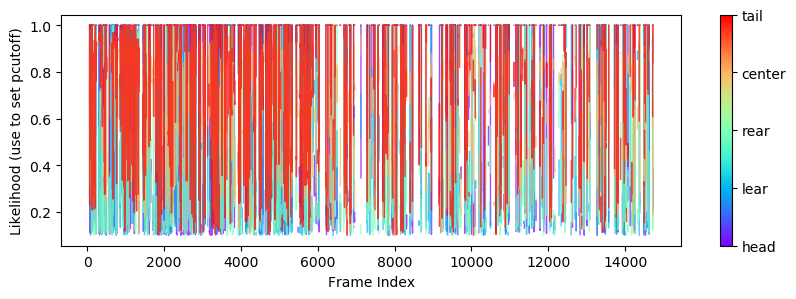 Likelihood (use to set pcutoff)
1.0
0.8
0.6
0.4
0.2
0 2000 4000 6000 8000 10000 12000 14000
Frame Index
tail
center
rear
lear
head